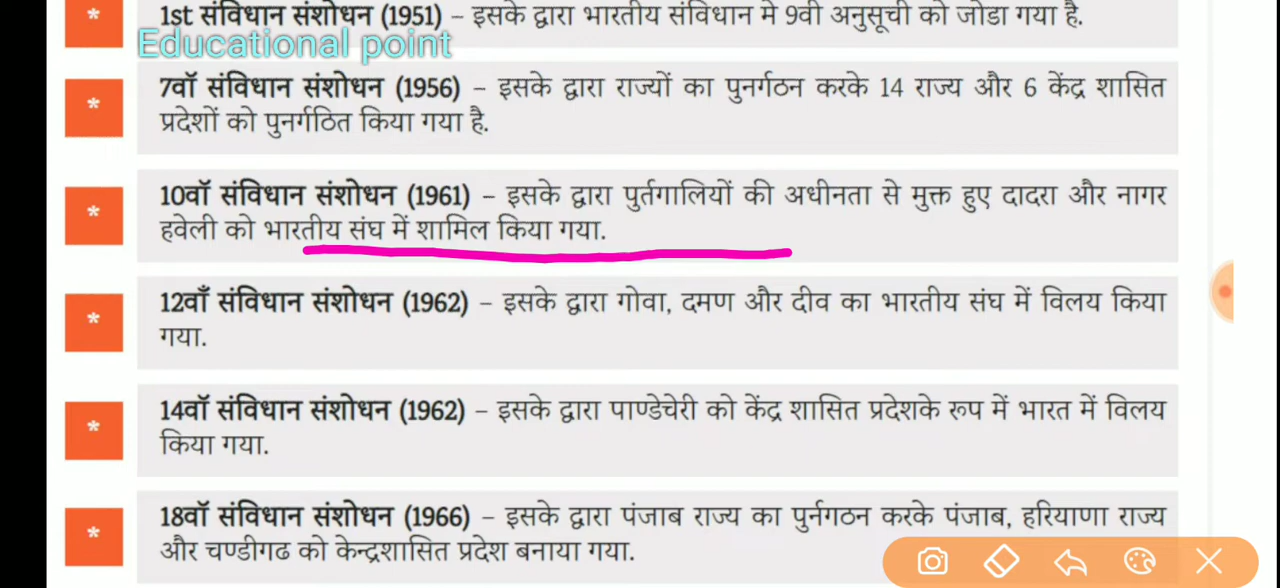 * 1st संविधान संशोधन (1951) – इसके द्वारा भारतीय संविधान मे 9वी अनुसूची को जोडा गया है.
Educational point
* 7वॉ संविधान संशोधन (1956) – इसके द्वारा राज्यों का पुनर्गठन करके 14 राज्य और 6 केंद्र शासित
प्रदेशों को पुनर्गठित किया गया है.
* 10वॉ संविधान संशोधन (1961) – इसके द्वारा पुर्तगालियों की अधीनता से मुक्त हुए दादरा और नागर
हवेली को भारतीय संघ में शामिल किया गया.
* 12वाँ संविधान संशोधन (1962) – इसके द्वारा गोवा, दमण और दीव का भारतीय संघ में विलय किया
गया.
* 14वॉ संविधान संशोधन (1962) – इसके द्वारा पाण्डेचेरी को केंद्र शासित प्रदेशके रूप में भारत में विलय
किया गया.
* 18वॉ संविधान संशोधन (1966) – इसके द्वारा पंजाब राज्य का पुर्नगठन करके पंजाब, हरियाणा राज्य
और चण्डीगढ को केन्द्रशासित प्रदेश बनाया गया.